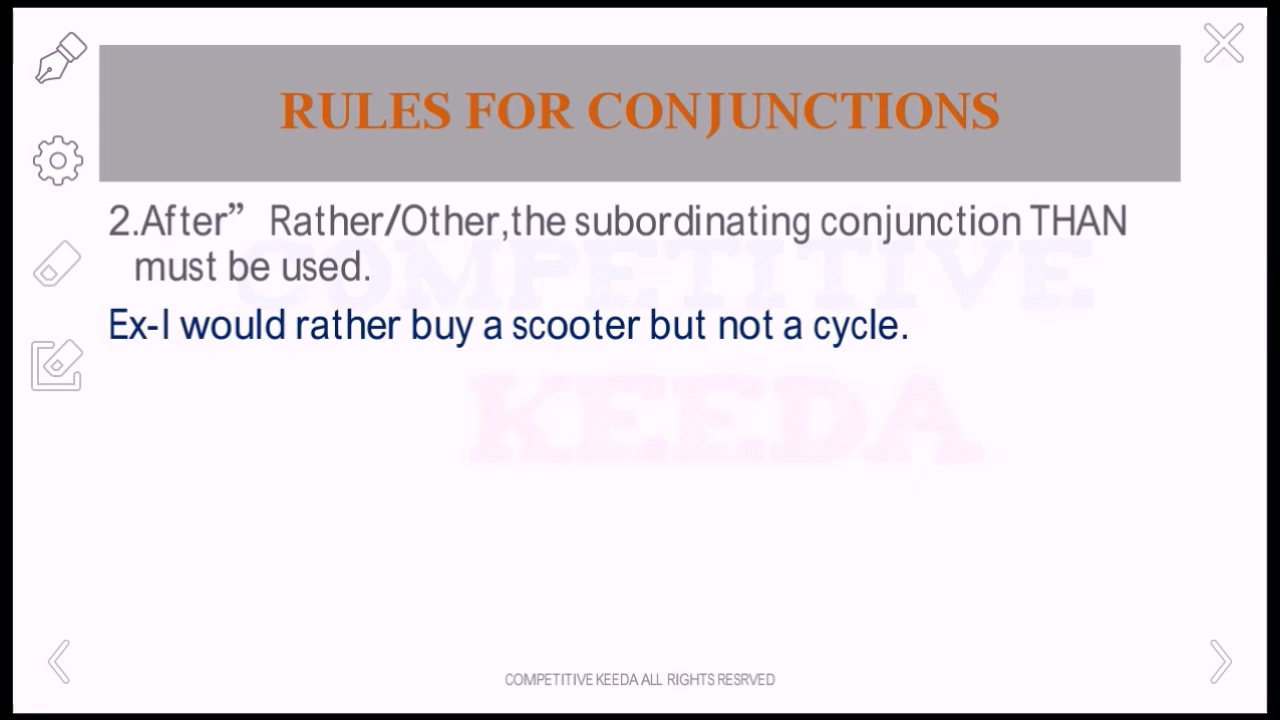 RULES FOR CONJUNCTIONS
2.After” Rather/Other,the subordinating conjunction THAN
must be used.
Ex-I would rather buy a scooter but not a cycle.
COMPETITIVE
KEEDA
COMPETITIVE KEEDA ALL RIGHTS RESRVED